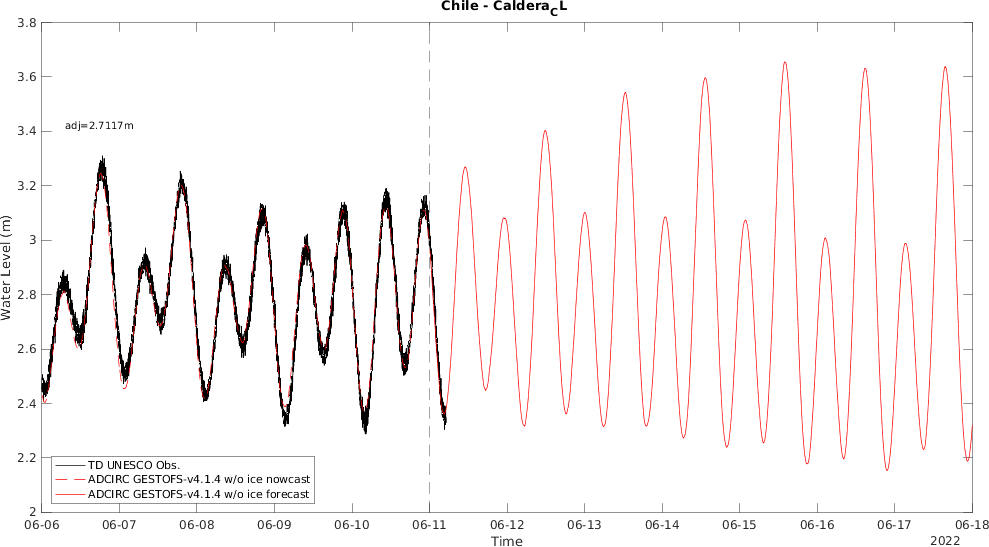 Chile - Caldera_CL
3.8
3.6
3.4
3.2
3
2.8
2.6
2.4
2.2
2
Water Level (m)
adj=2.7117m
TD UNESCO Obs.
ADCIRC GESTOFS-v4.1.4 w/o ice nowcast
ADCIRC GESTOFS-v4.1.4 w/o ice forecast
06-06 06-07 06-08 06-09 06-10 06-11 06-12 06-13 06-14 06-15 06-16 06-17 06-18
Time
2022